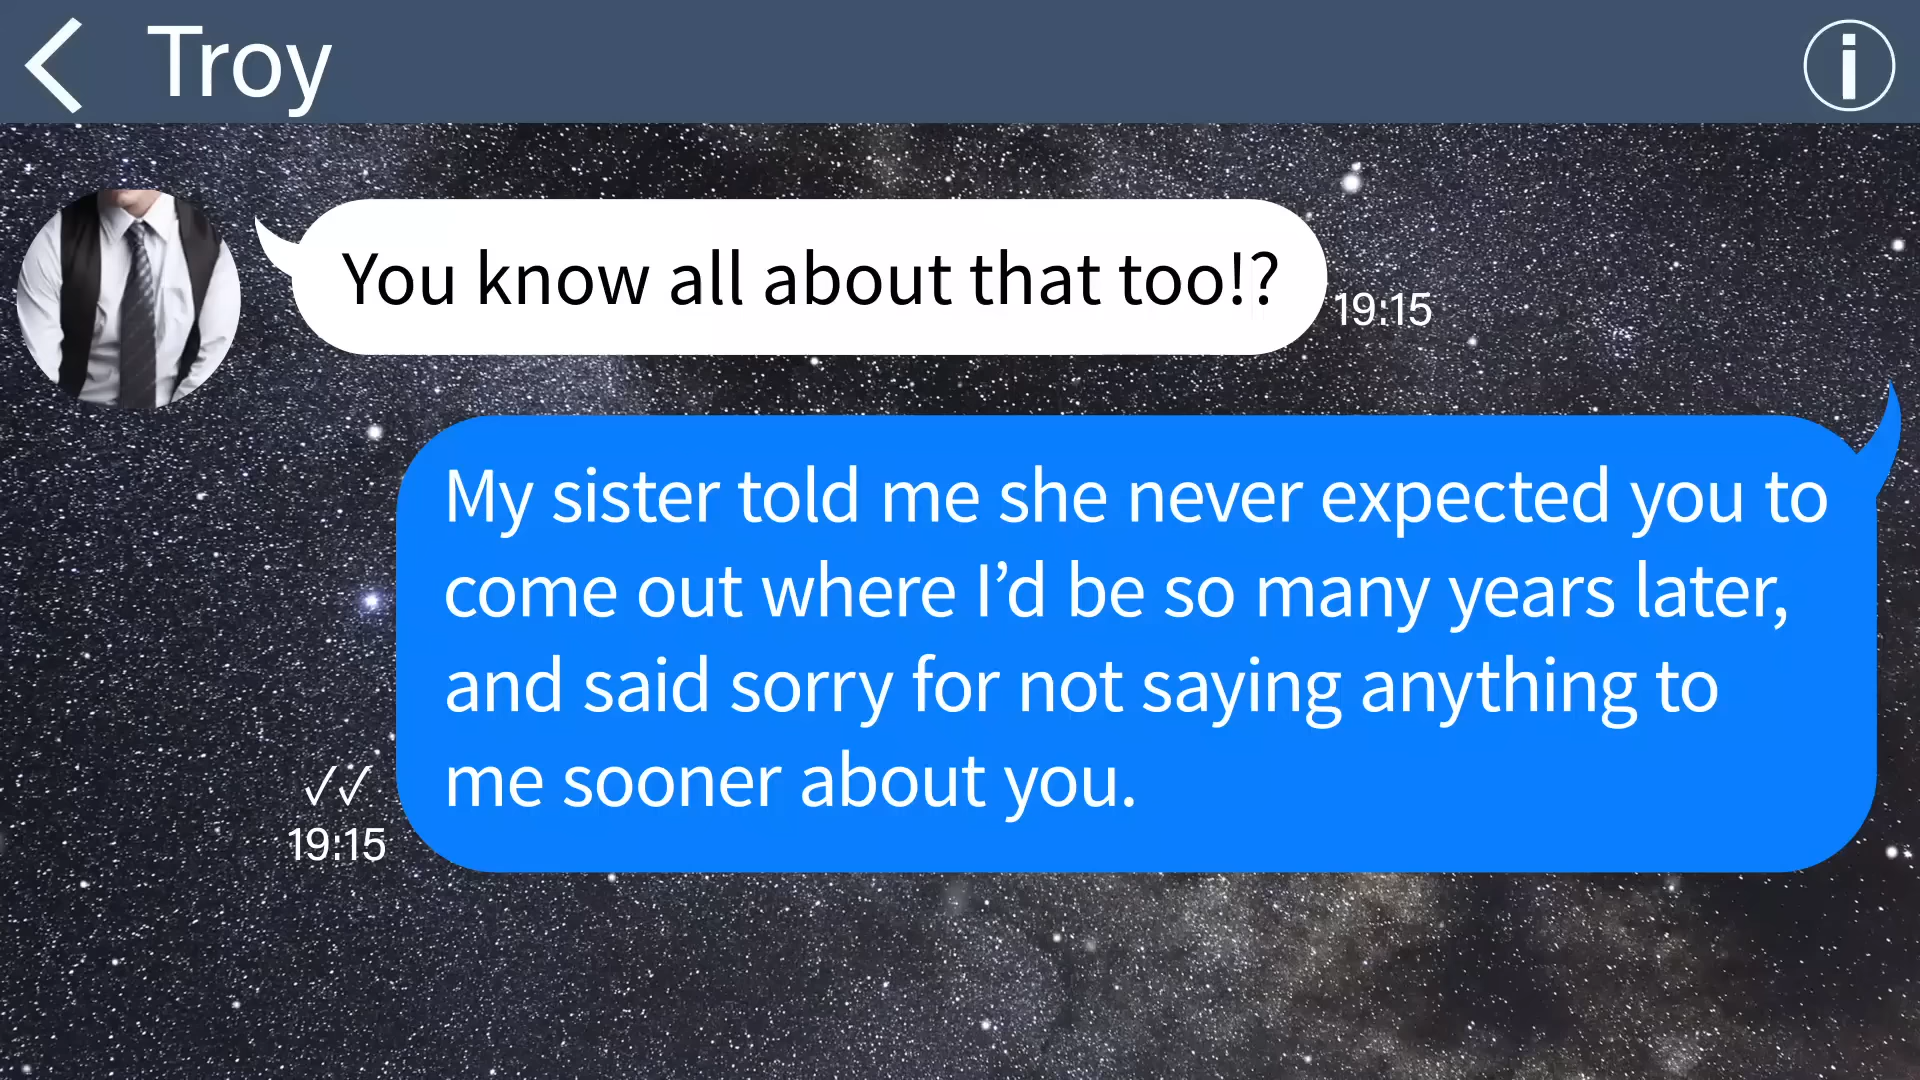 Troy
You know all about that too!?
19:15
My sister told me she never expected you to
come out where I’d be so many years later,
and said sorry for not saying anything to
me sooner about you.
19:15